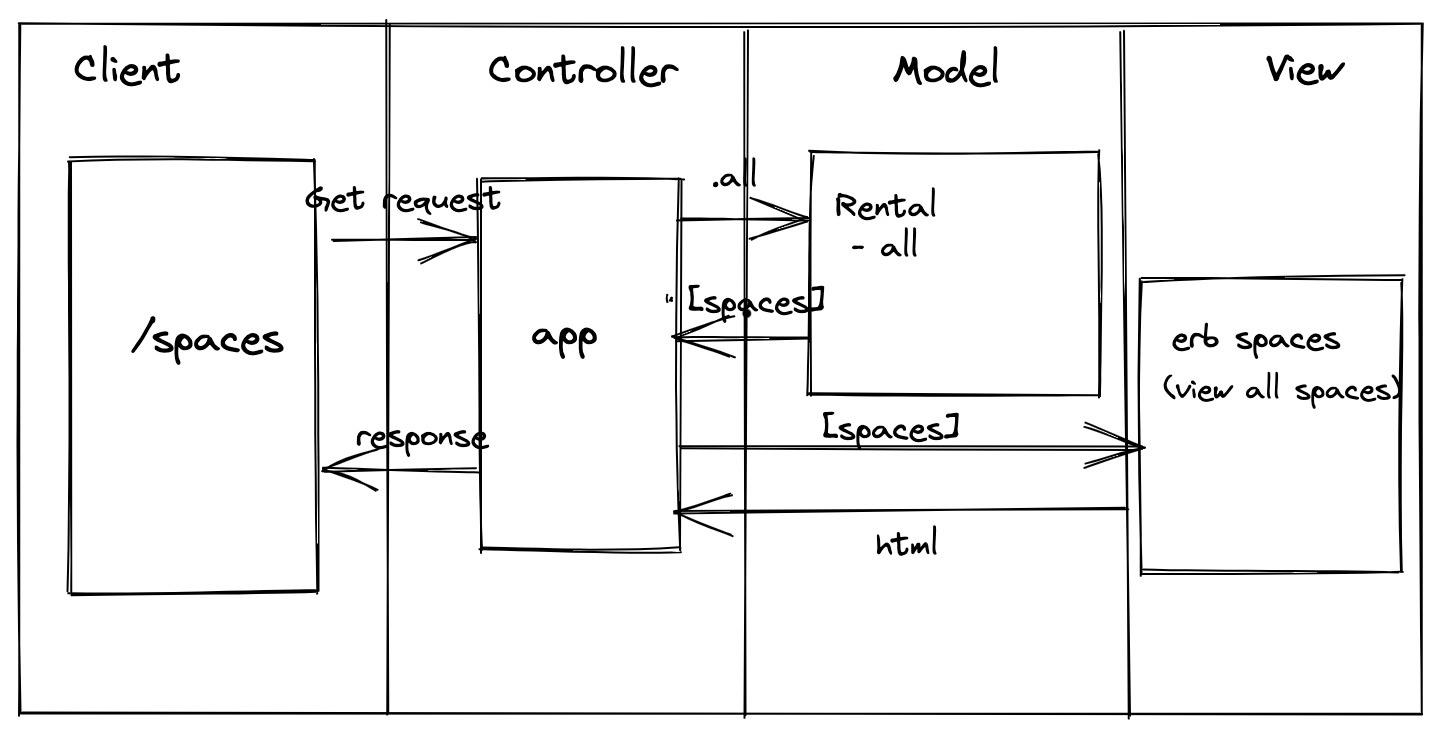 Client
Controller
Model
View
Get request
.all
Rental
- all
[spaces]
/spaces
app
erb spaces
(view all spaces)
response
[spaces]
html